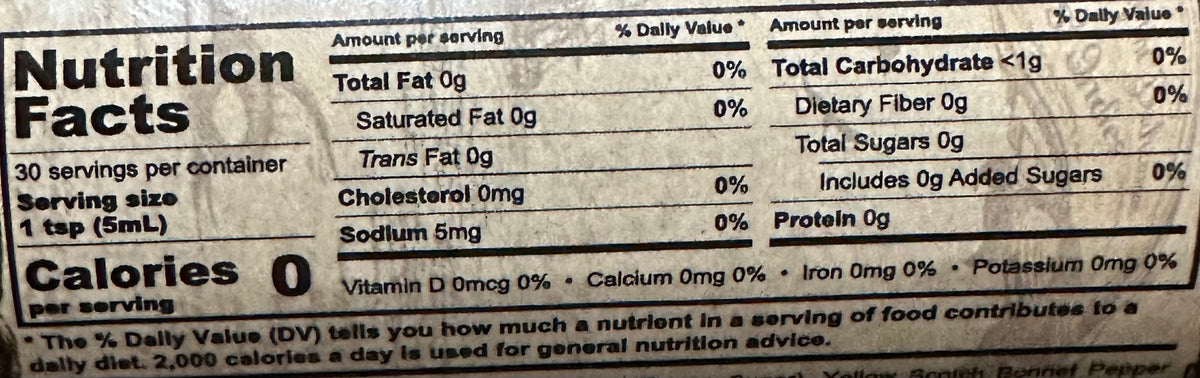 Nutrition
Facts
30 servings per container
Serving size
1 tsp (5mL)
Calories 0
per serving
Amount per serving % Daily Value *
Total Fat 0g 0%
Saturated Fat 0g 0%
Trans Fat 0g
Cholesterol 0mg 0%
Sodium 5mg 0%
Amount per serving % Daily Value *
Total Carbohydrate <1g 0%
Dietary Fiber 0g 0%
Total Sugars 0g
Includes 0g Added Sugars 0%
Protein 0g
Vitamin D 0mcg 0% • Calcium 0mg 0% • Iron 0mg 0% • Potassium 0mg 0%
* The % Daily Value (DV) tells you how much a nutrient in a serving of food contributes to a
daily diet. 2,000 calories a day is used for general nutrition advice.
Yellow Scotch Bonnet Pepper